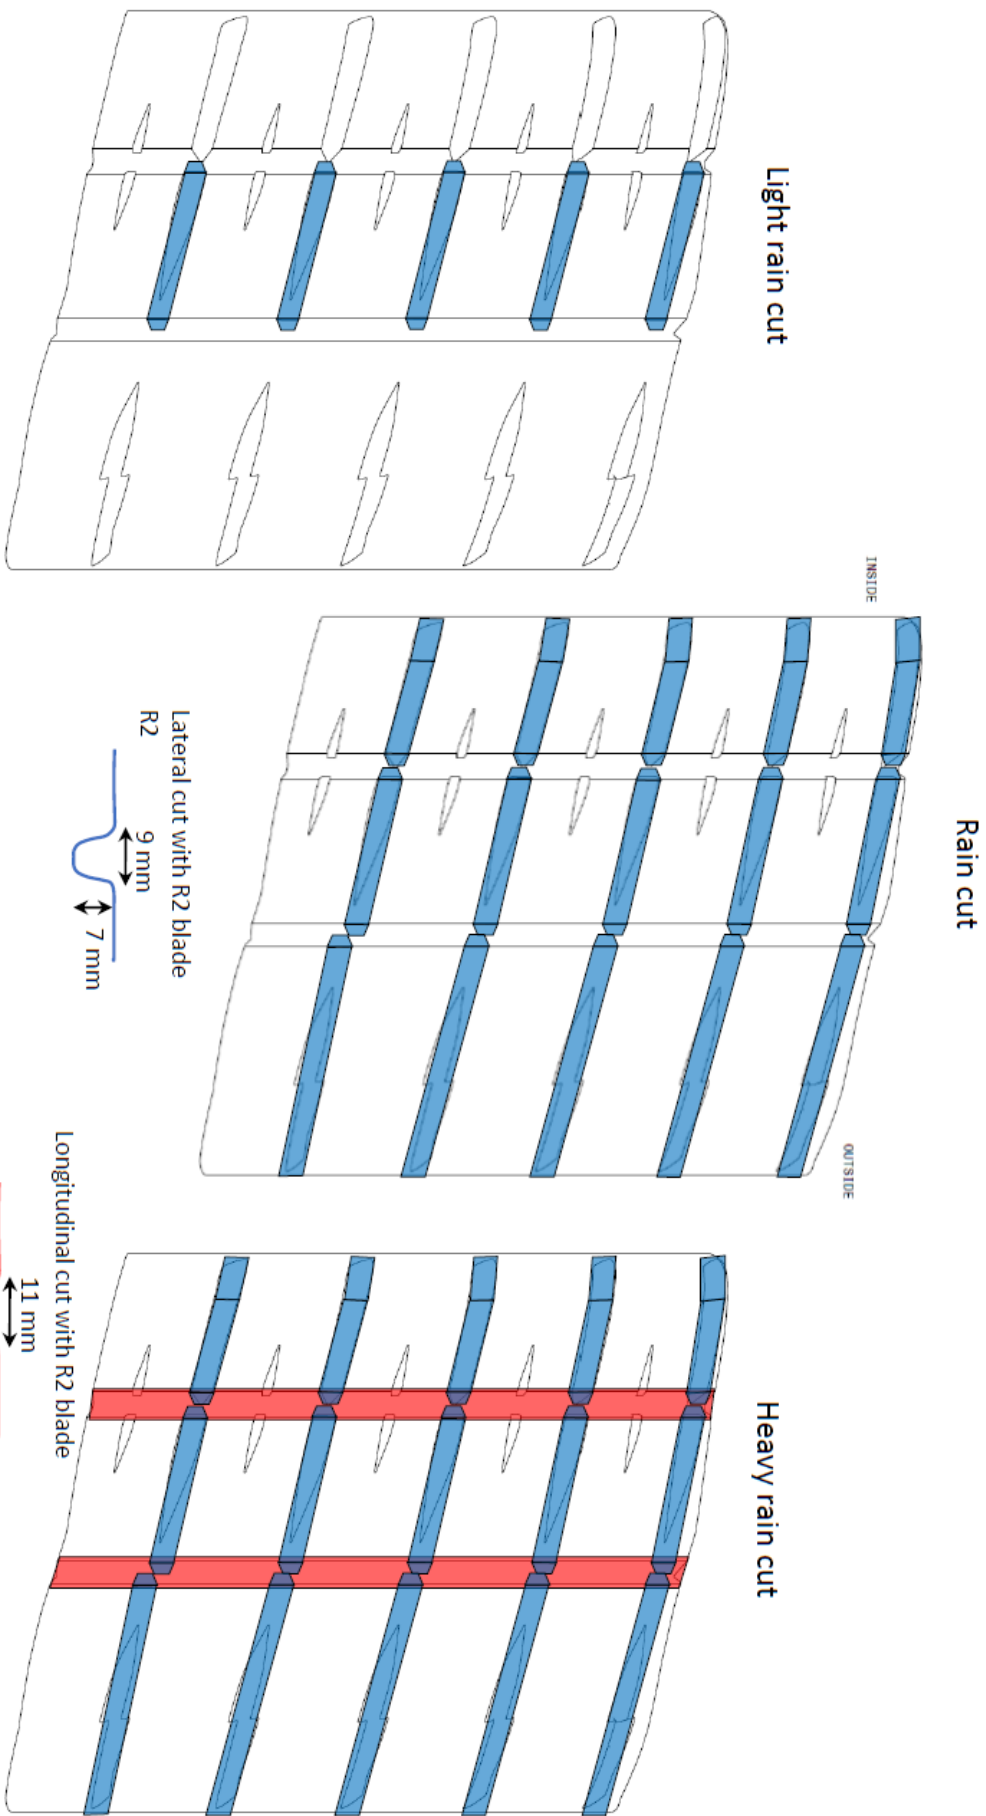 Light rain cut
INSIDE
Rain cut
OUTSIDE
Lateral cut with R2 blade
R2
9 mm
7 mm
Heavy rain cut
Longitudinal cut with R2 blade
11 mm